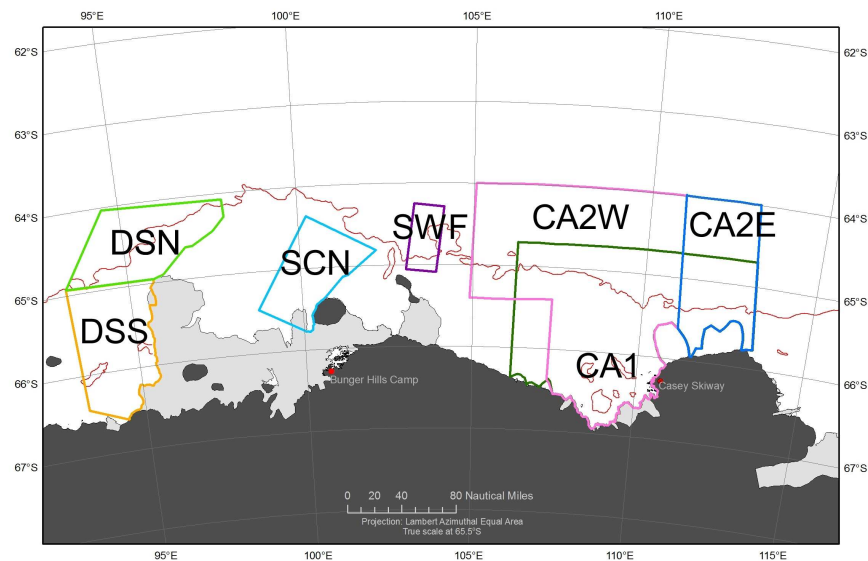 95°E 100°E 105°E 110°E
62°S 62°S
63°S 63°S
64°S 64°S
DSN SWF CA2W CA2E
SCN
65°S 65°S
DSS
CA1
66°S 66°S
Bunger Hills Camp Casey Skiway
67°S 67°S
0 20 40 80 Nautical Miles
Projection: Lambert Azimuthal Equal Area
True scale at 65.5°S
95°E 100°E 105°E 110°E 115°E